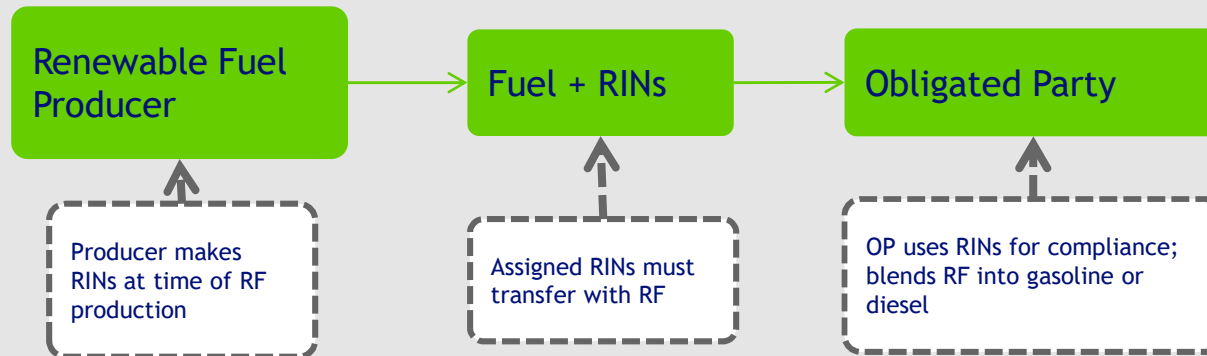 Renewable Fuel
Producer
Fuel + RINs
Obligated Party
Producer makes
RINs at time of RF
production
Assigned RINs must
transfer with RF
OP uses RINs for compliance;
blends RF into gasoline or
diesel